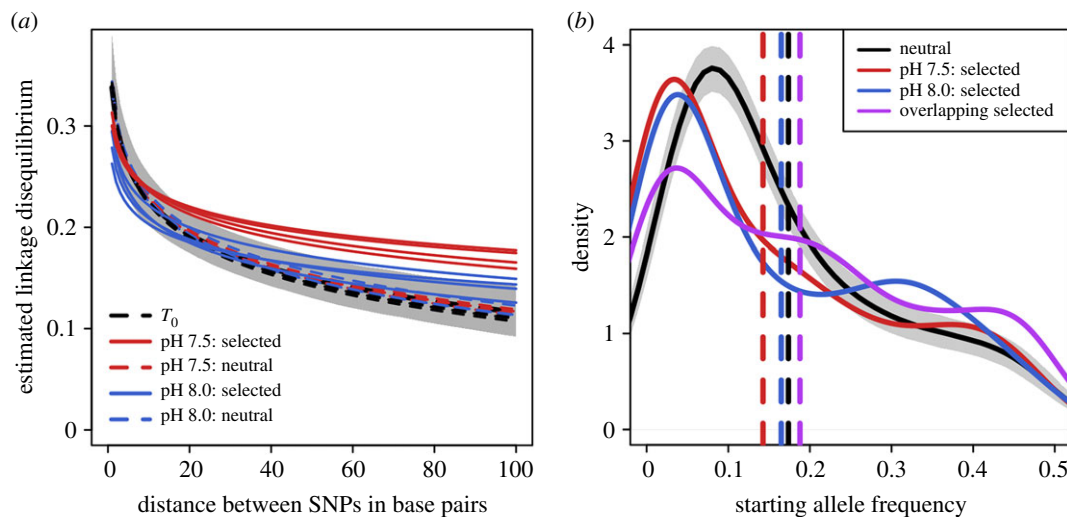 (a)
estimated linkage disequilibrium
0.3
0.2
0.1
0
T0
pH 7.5: selected
pH 7.5: neutral
pH 8.0: selected
pH 8.0: neutral
0 20 40 60 80 100
distance between SNPs in base pairs
(b)
density
4
3
2
1
0
neutral
pH 7.5: selected
pH 8.0: selected
overlapping selected
0 0.1 0.2 0.3 0.4 0.5
starting allele frequency